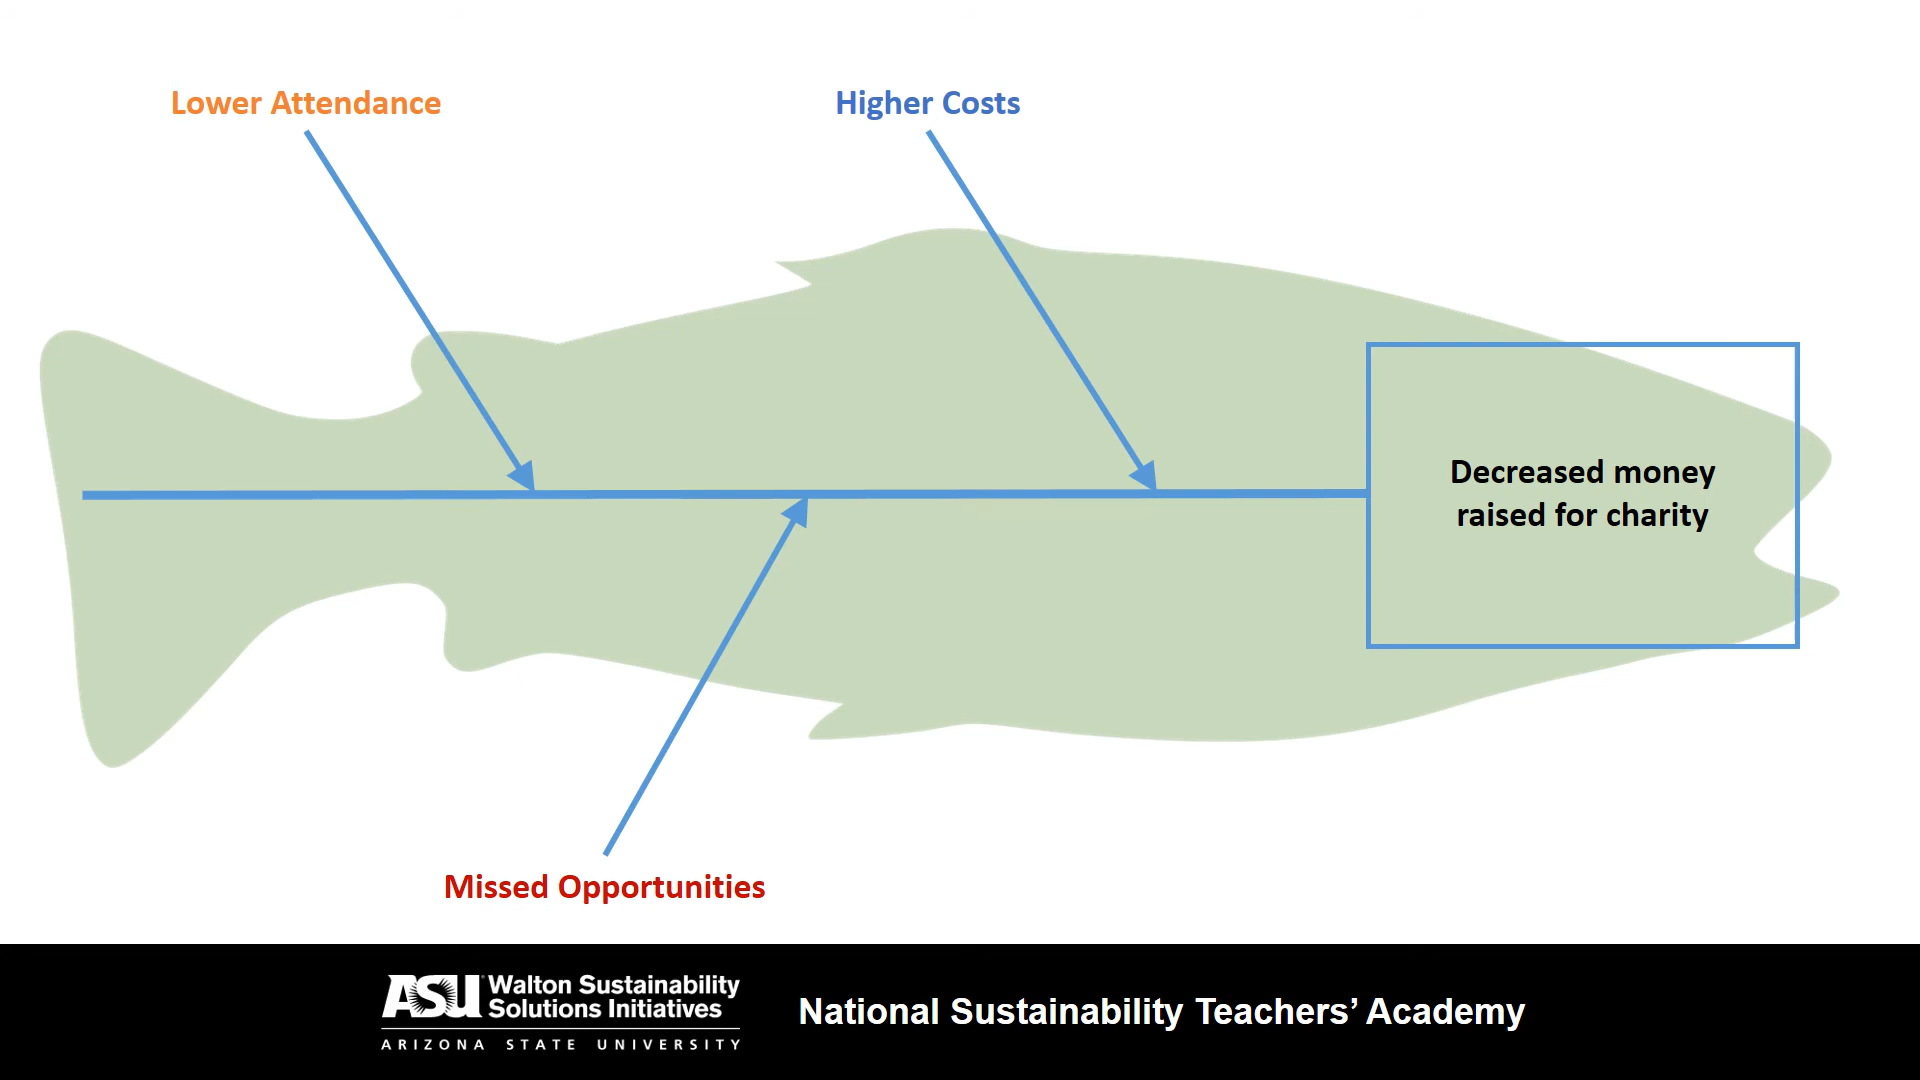 Lower Attendance
Higher Costs
Decreased money
raised for charity
Missed Opportunities
ASU Walton Sustainability
Solutions Initiatives
ARIZONA STATE UNIVERSITY
National Sustainability Teachers’ Academy